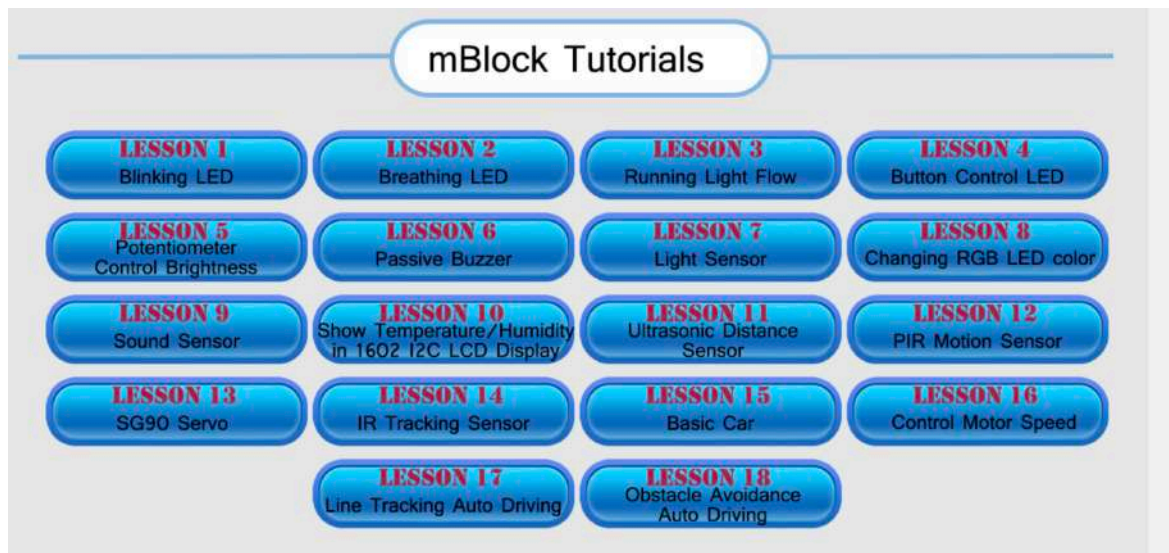 mBlock Tutorials
LESSON 1
Blinking LED
LESSON 2
Breathing LED
LESSON 3
Running Light Flow
LESSON 4
Button Control LED
LESSON 5
Potentiometer
Control Brightness
LESSON 6
Passive Buzzer
LESSON 7
Light Sensor
LESSON 8
Changing RGB LED color
LESSON 9
Sound Sensor
LESSON 10
Show Temperature/Humidity
in 1602 I2C LCD Display
LESSON 11
Ultrasonic Distance
Sensor
LESSON 12
PIR Motion Sensor
LESSON 13
SG90 Servo
LESSON 14
IR Tracking Sensor
LESSON 15
Basic Car
LESSON 16
Control Motor Speed
LESSON 17
Line Tracking Auto Driving
LESSON 18
Obstacle Avoidance
Auto Driving